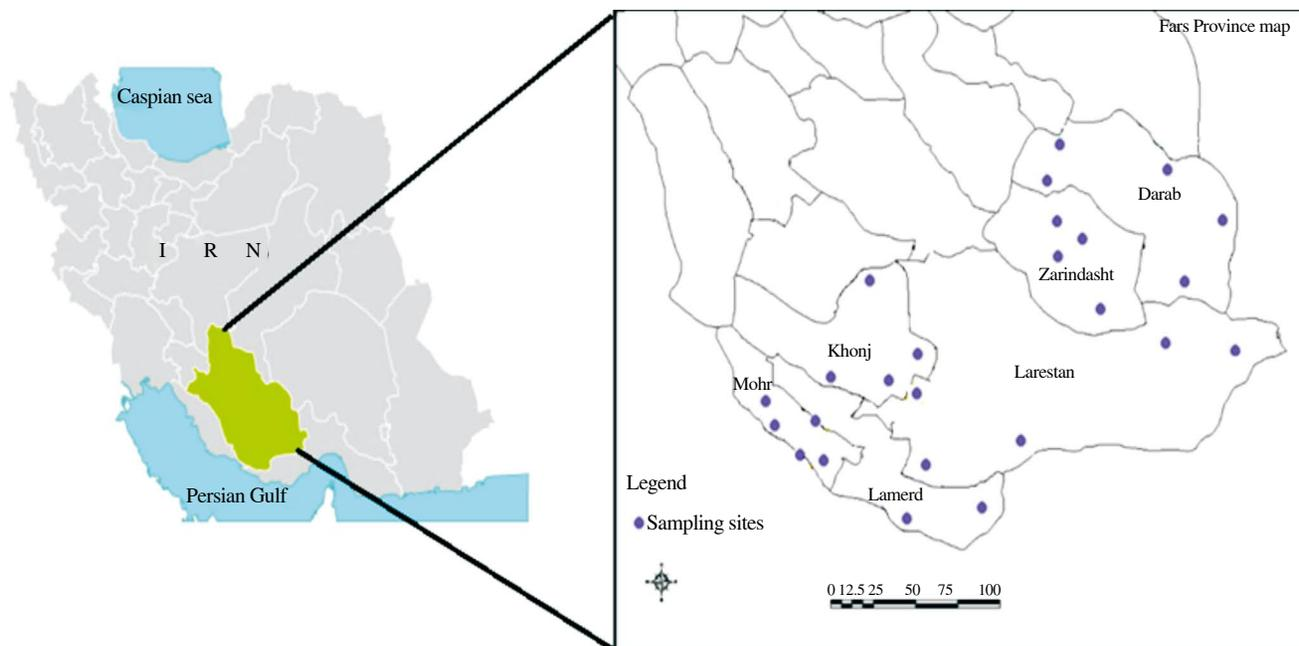 Fars Province map
Caspian sea
I R N
Persian Gulf
Darab
Zarindasht
Khonj
Larestan
Mohr
Lamerd
Legend
Sampling sites
0 12.5 25 50 75 100